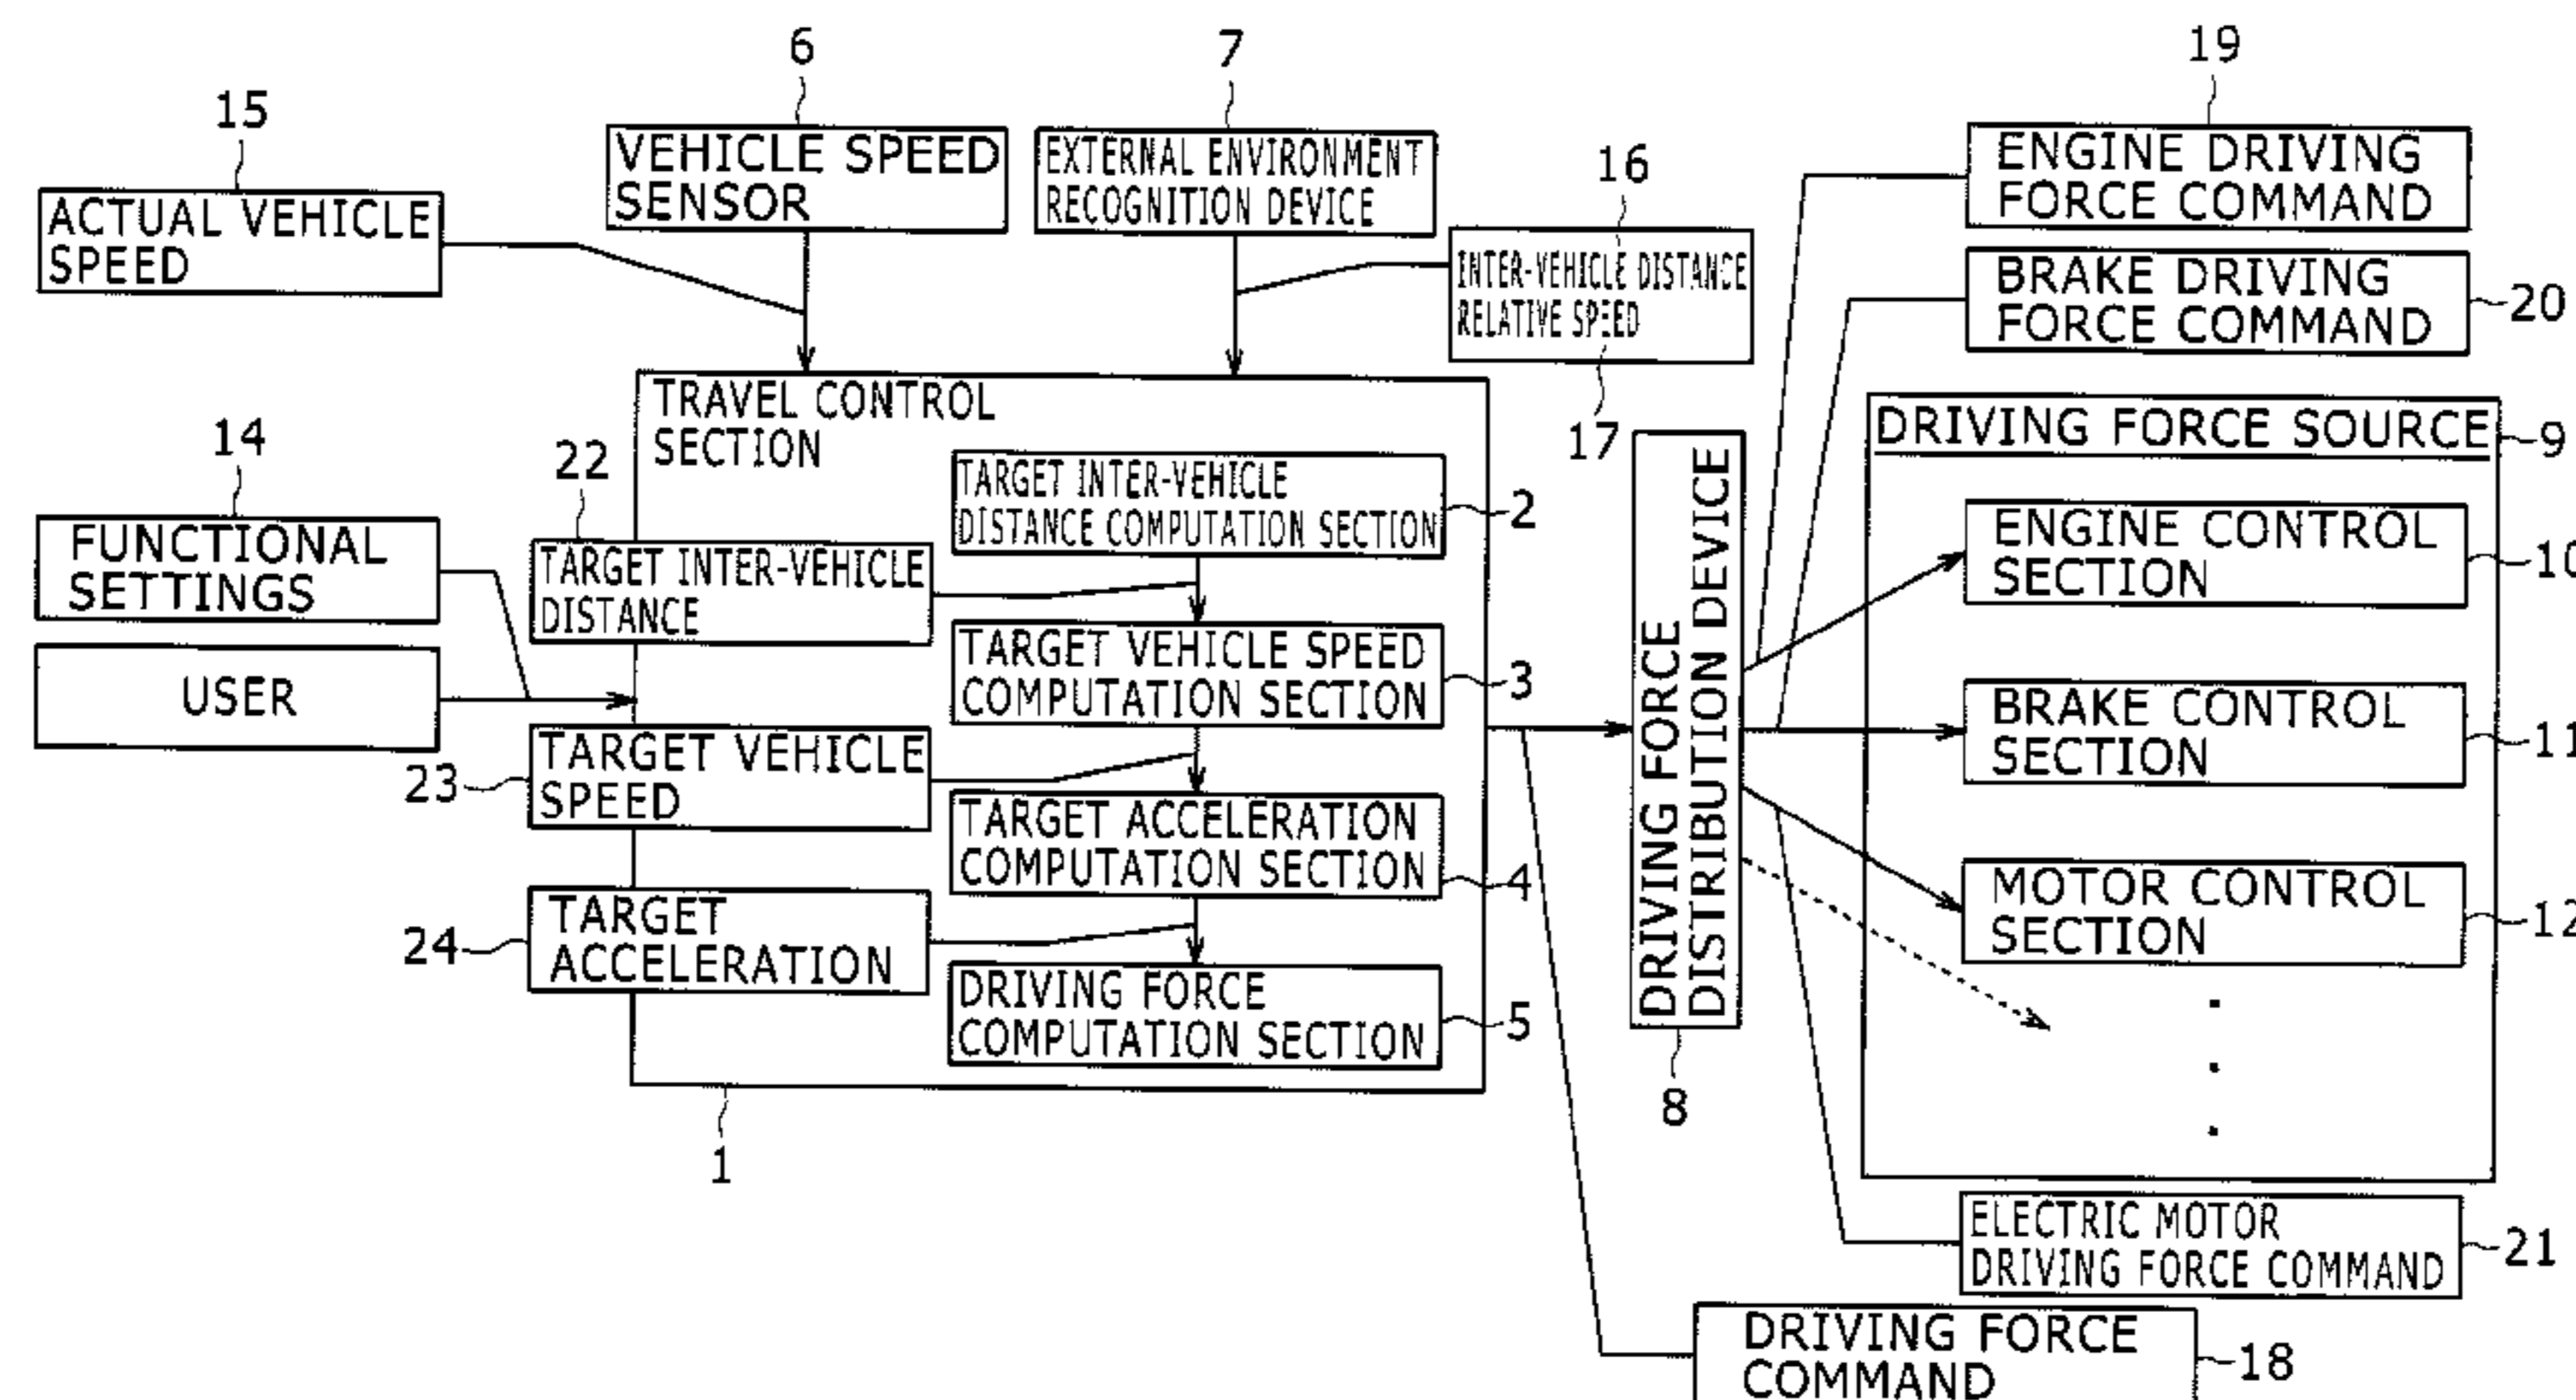 6
7
19
15
VEHICLE SPEED
SENSOR
EXTERNAL ENVIRONMENT
RECOGNITION DEVICE
16
ENGINE DRIVING
FORCE COMMAND
ACTUAL VEHICLE
SPEED
INTER-VEHICLE DISTANCE
RELATIVE SPEED
17
BRAKE DRIVING
FORCE COMMAND
20
14
FUNCTIONAL
SETTINGS
USER
TRAVEL CONTROL
SECTION
22
TARGET INTER-VEHICLE
DISTANCE
TARGET INTER-VEHICLE
DISTANCE COMPUTATION SECTION
2
TARGET VEHICLE SPEED
COMPUTATION SECTION
3
23
TARGET VEHICLE
SPEED
TARGET ACCELERATION
COMPUTATION SECTION
4
24
TARGET
ACCELERATION
DRIVING FORCE
COMPUTATION SECTION
5
1
DRIVING FORCE
DISTRIBUTION DEVICE
8
DRIVING FORCE SOURCE
9
ENGINE CONTROL
SECTION
10
BRAKE CONTROL
SECTION
11
MOTOR CONTROL
SECTION
12
ELECTRIC MOTOR
DRIVING FORCE COMMAND
21
DRIVING FORCE
COMMAND
18